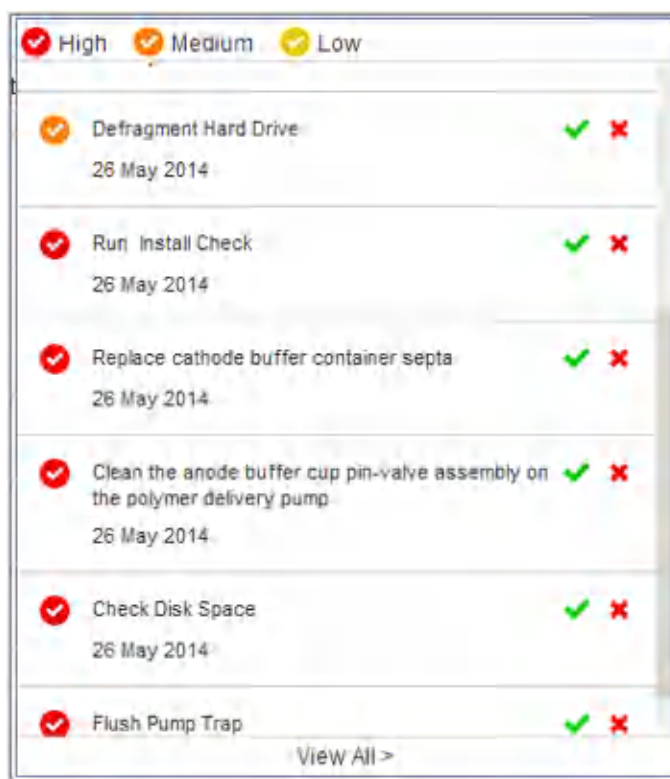 High Medium Low
Defragment Hard Drive
26 May 2014
Run Install Check
26 May 2014
Replace cathode buffer container septa
26 May 2014
Clean the anode buffer cup pin-valve assembly on
the polymer delivery pump
26 May 2014
Check Disk Space
26 May 2014
Flush Pump Trap
View All >